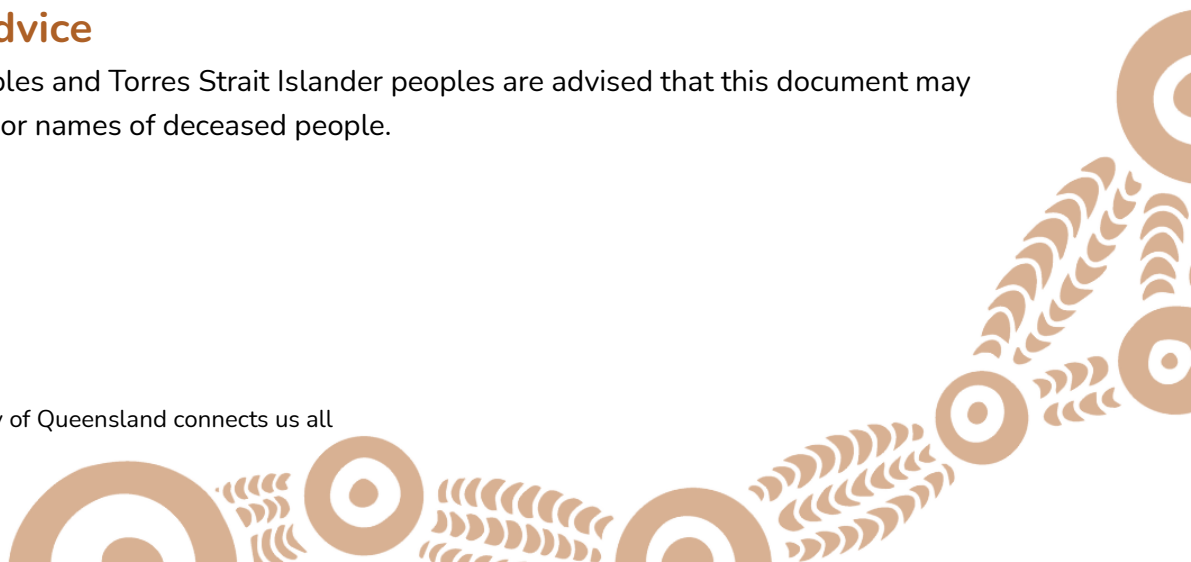 dvice
ples and Torres Strait Islander peoples are advised that this document may
or names of deceased people.
of Queensland connects us all